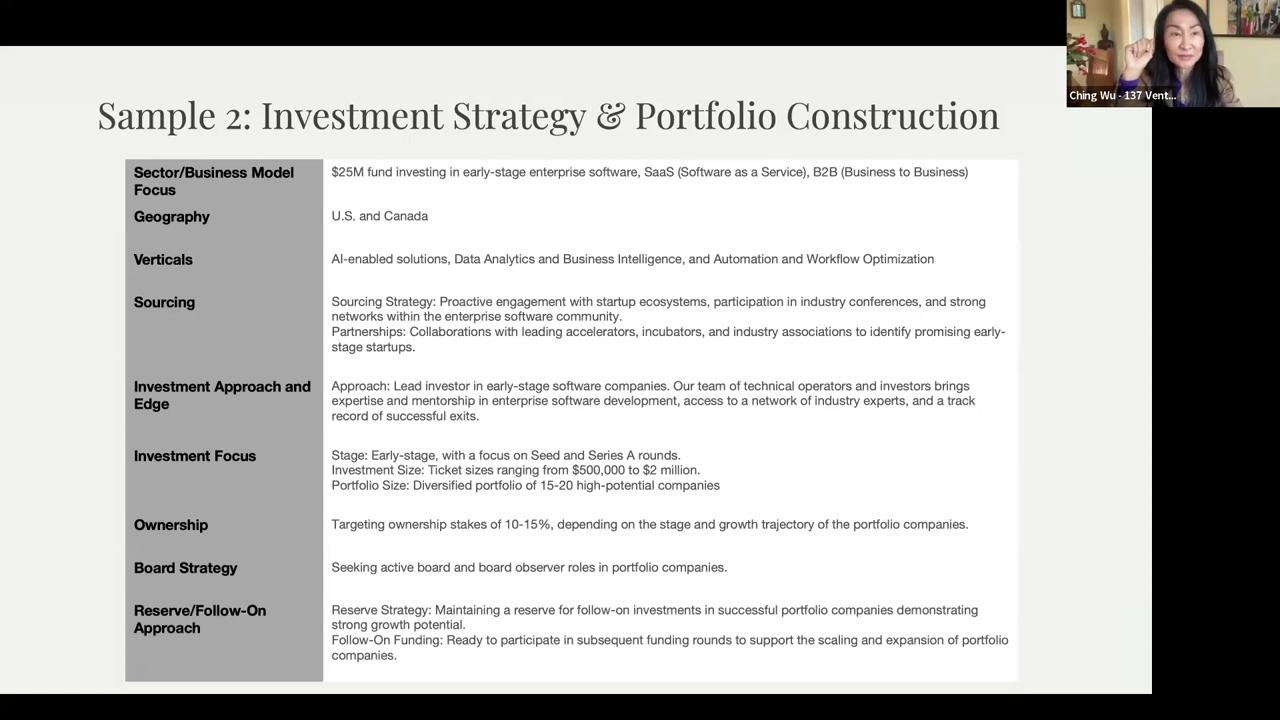 Ching Wu - 137 Vent...
Sample 2: Investment Strategy & Portfolio Construction
Sector/Business Model
Focus
$25M fund investing in early-stage enterprise software, SaaS (Software as a Service), B2B (Business to Business)
Geography
U.S. and Canada
Verticals
AI-enabled solutions, Data Analytics and Business Intelligence, and Automation and Workflow Optimization
Sourcing
Sourcing Strategy: Proactive engagement with startup ecosystems, participation in industry conferences, and strong
networks within the enterprise software community.
Partnerships: Collaborations with leading accelerators, incubators, and industry associations to identify promising early-
stage startups.
Investment Approach and
Edge
Approach: Lead investor in early-stage software companies. Our team of technical operators and investors brings
expertise and mentorship in enterprise software development, access to a network of industry experts, and a track
record of successful exits.
Investment Focus
Stage: Early-stage, with a focus on Seed and Series A rounds.
Investment Size: Ticket sizes ranging from $500,000 to $2 million.
Portfolio Size: Diversified portfolio of 15-20 high-potential companies
Ownership
Targeting ownership stakes of 10-15%, depending on the stage and growth trajectory of the portfolio companies.
Board Strategy
Seeking active board and board observer roles in portfolio companies.
Reserve/Follow-On
Approach
Reserve Strategy: Maintaining a reserve for follow-on investments in successful portfolio companies demonstrating
strong growth potential.
Follow-On Funding: Ready to participate in subsequent funding rounds to support the scaling and expansion of portfolio
companies.